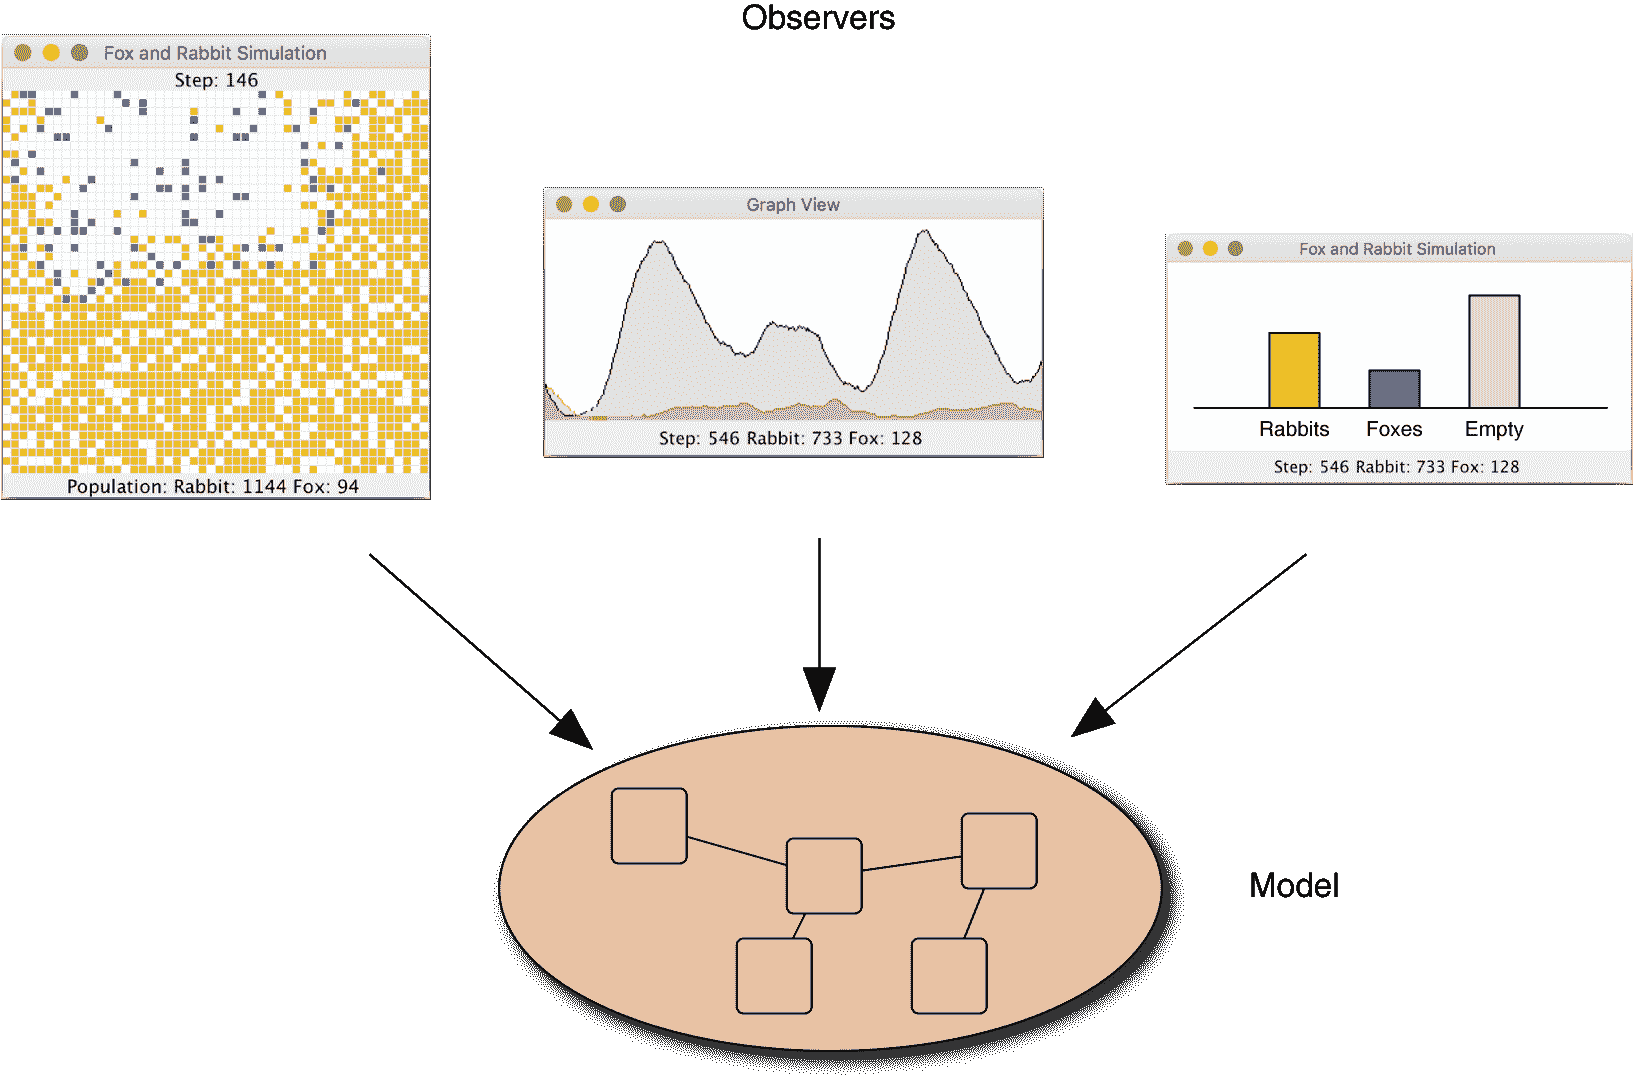 Observers
Fox and Rabbit Simulation
Step: 146
Population: Rabbit: 1144 Fox: 94
Graph View
Step: 546 Rabbit: 733 Fox: 128
Fox and Rabbit Simulation
Rabbits Foxes Empty
Step: 546 Rabbit: 733 Fox: 128
Model